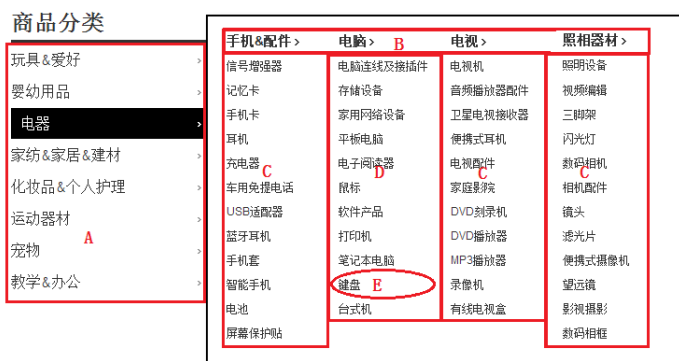 商品分类
玩具&爱好 ›
婴幼用品 ›
电器 ›
家纺&家居&建材 ›
化妆品&个人护理 ›
运动器材 ›
宠物 ›
教学&办公 ›
A
手机&配件 ›
信号增强器
记忆卡
手机卡
耳机
充电器
车用免提电话
USB适配器
蓝牙耳机
手机套
智能手机
电池
屏幕保护贴
C
电脑 ›
B
电脑连线及接插件
存储设备
家用网络设备
平板电脑
电子阅读器
鼠标
软件产品
打印机
笔记本电脑
键盘
台式机
D
E
电视 ›
电视机
音频播放器配件
卫星电视接收器
便携式耳机
电视配件
家庭影院
DVD刻录机
DVD播放器
MP3播放器
录像机
有线电视盒
C
照相器材 ›
照明设备
视频编辑
三脚架
闪光灯
数码相机
相机配件
镜头
滤光片
便携式摄像机
望远镜
影视摄影
数码相框
C